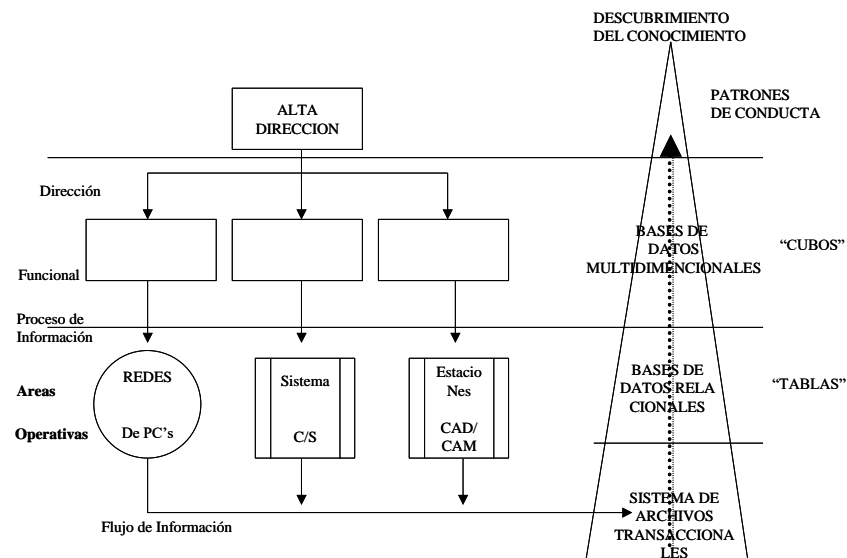 DESCUBRIMIENTO
DEL CONOCIMIENTO
ALTA
DIRECCION
PATRONES
DE CONDUCTA
Dirección
Funcional
BASES DE
DATOS
MULTIDIMENCIONALES
“CUBOS”
Proceso de
Información
Areas
Operativas
REDES
De PC's
Sistema
C/S
Estacio
Nes
CAD/
CAM
BASES DE
DATOS RELA
CIONALES
“TABLAS”
Flujo de Información
SISTEMA DE
ARCHIVOS
TRANSACCIONA
LES